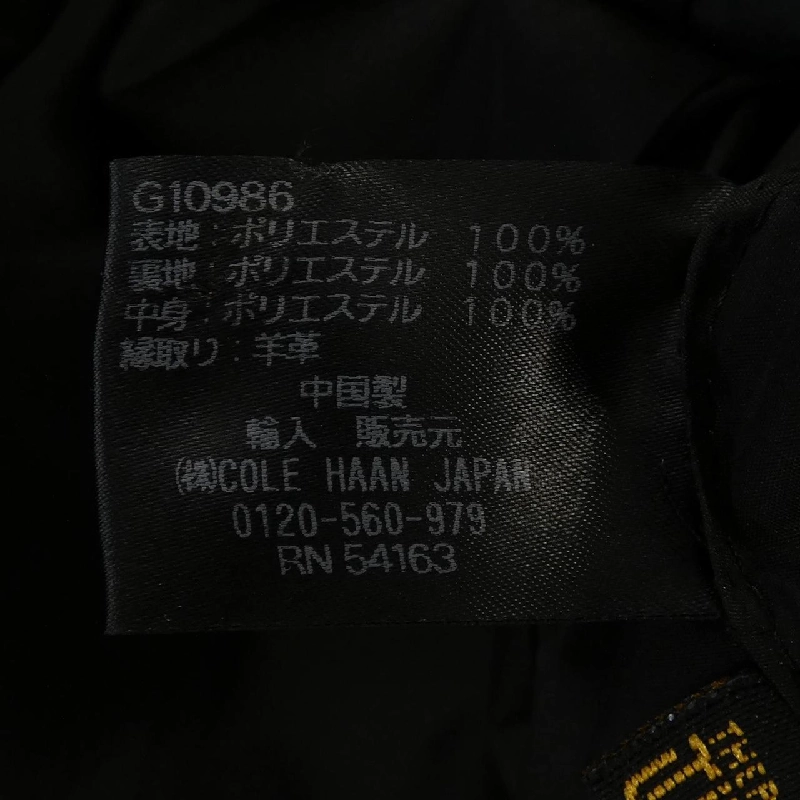 G10986
表地：ポリエステル　100%
裏地：ポリエステル　100%
中身：ポリエステル　100%
縁取り：羊革
中国製
輸入　販売元
㈱COLE HAAN JAPAN
0120-560-979
RN 54163